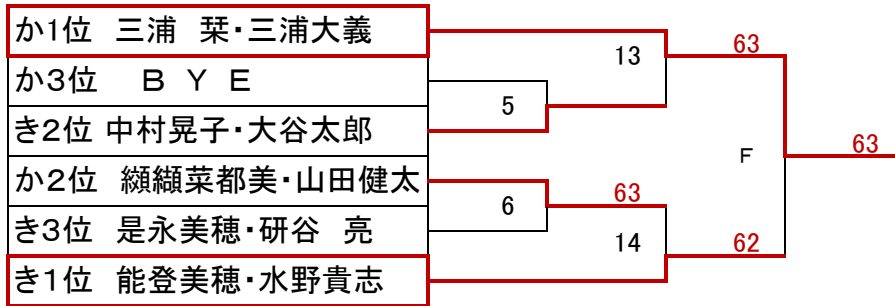 か1位 三浦 栞・三浦大義
か3位 B Y E
き2位 中村晃子・大谷太郎
か2位 纐纈菜都美・山田健太
き3位 是永美穂・研谷 亮
き1位 能登美穂・水野貴志
5
6
63
13
14
63
62
F
63